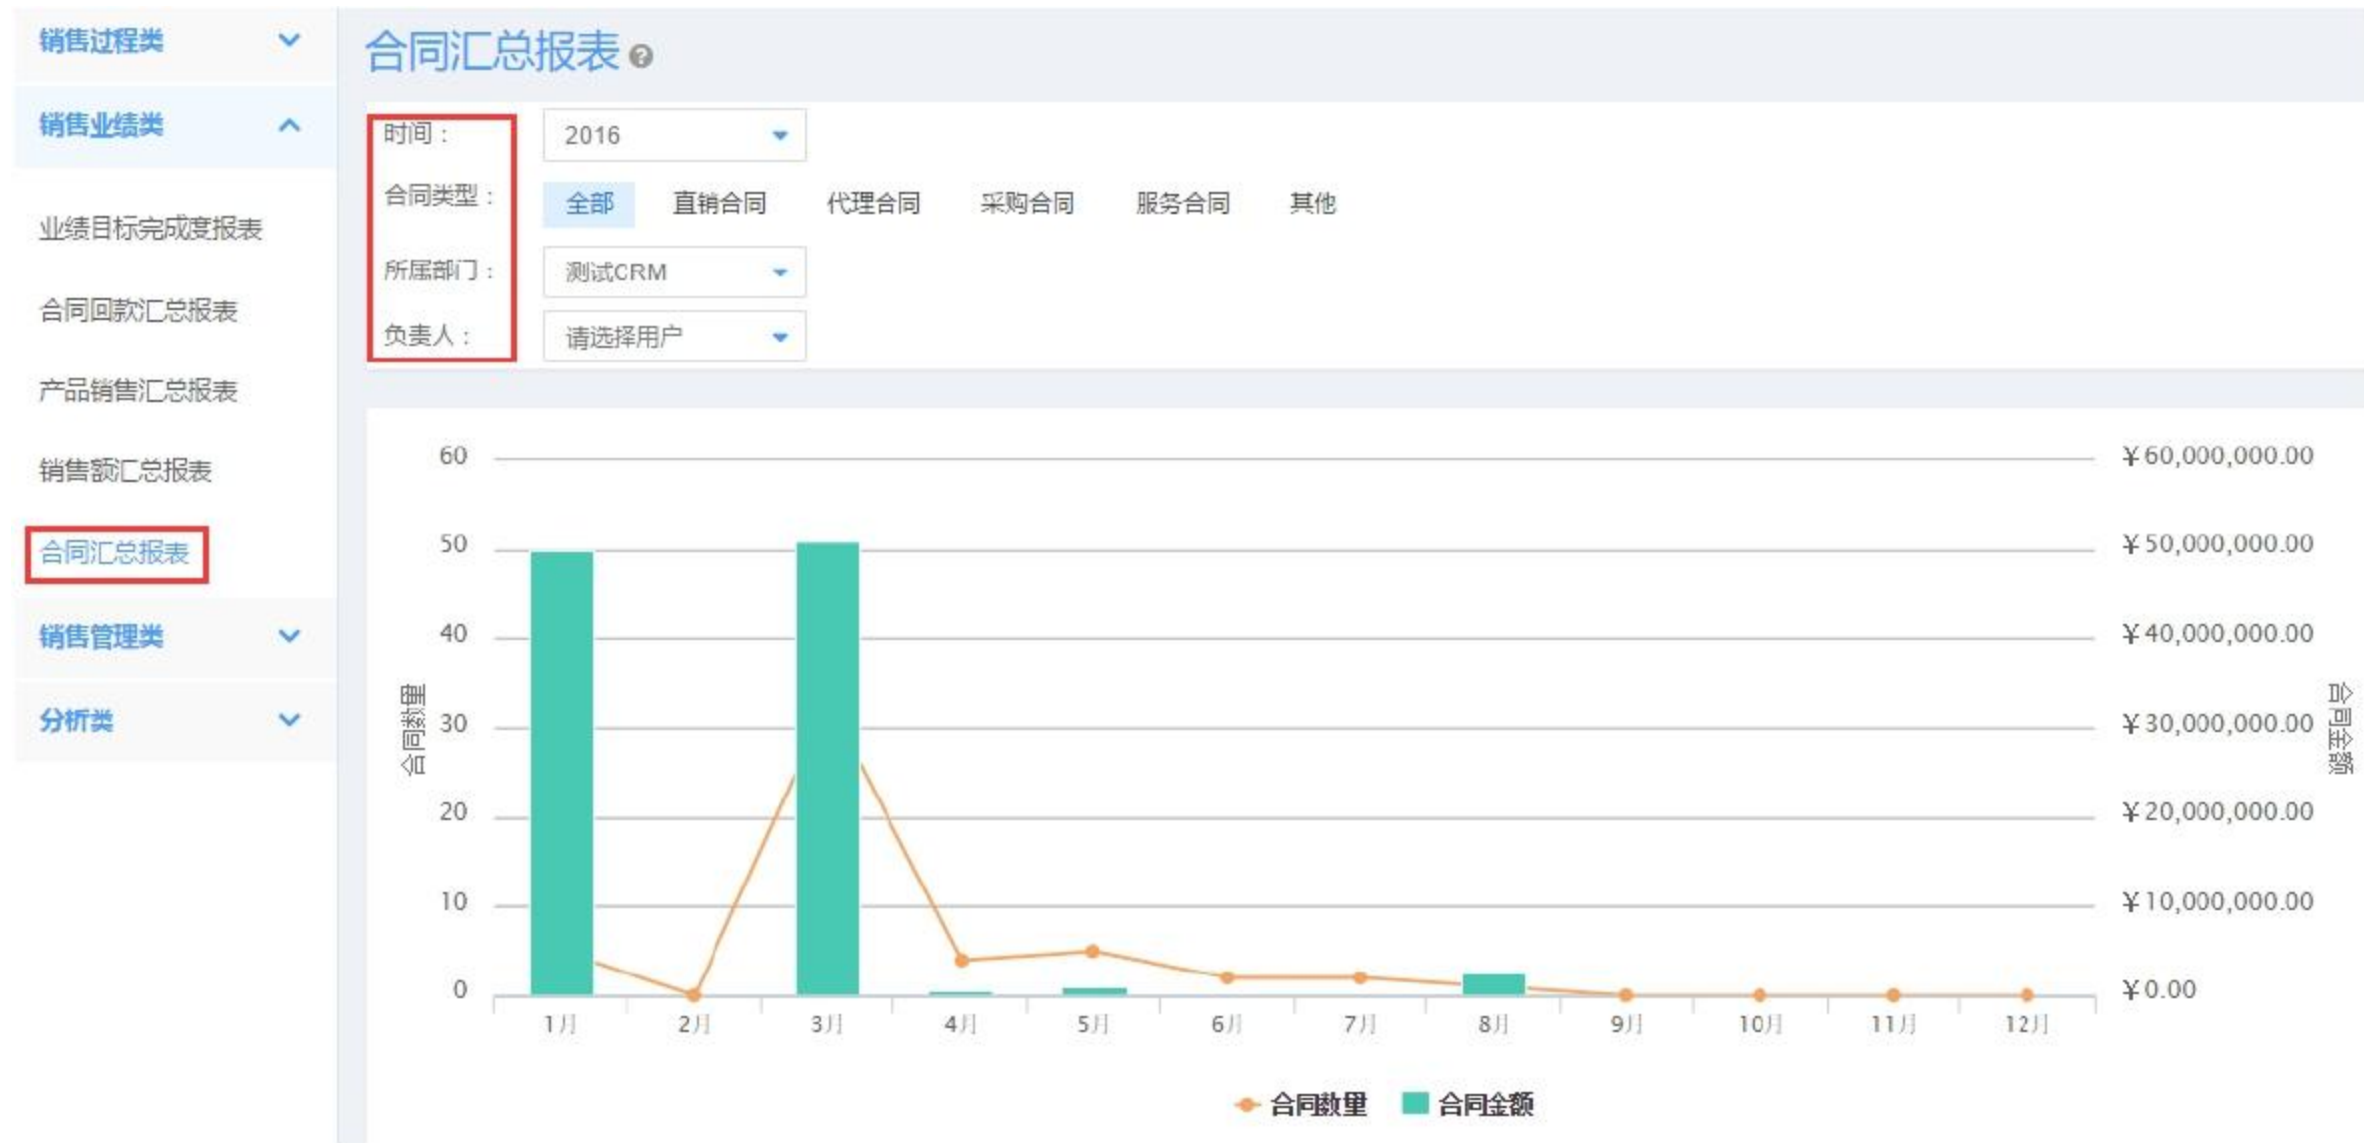 销售过程类
销售业绩类
业绩目标完成度报表
合同回款汇总报表
产品销售汇总报表
销售额汇总报表
合同汇总报表
销售管理类
分析类
合同汇总报表
时间： 2016
合同类型： 全部 直销合同 代理合同 采购合同 服务合同 其他
所属部门： 测试CRM
负责人： 请选择用户
60 ¥60,000,000.00
50 ¥50,000,000.00
40 ¥40,000,000.00
30 ¥30,000,000.00
20 ¥20,000,000.00
10 ¥10,000,000.00
0 ¥0.00
合同数量
合同金额
1月 2月 3月 4月 5月 6月 7月 8月 9月 10月 11月 12月
合同数量 合同金额